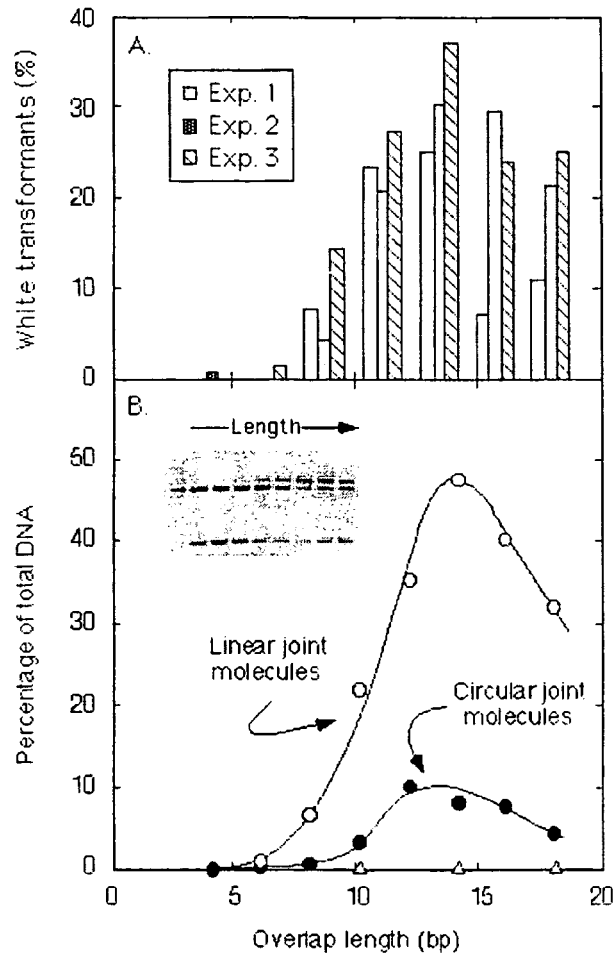 A.
White transformants (%)
40
30
20
10
0
Exp. 1
Exp. 2
Exp. 3
B.
Length
Percentage of total DNA
50
40
30
20
10
0
Linear joint
molecules
Circular joint
molecules
0 5 10 15 20
Overlap length (bp)